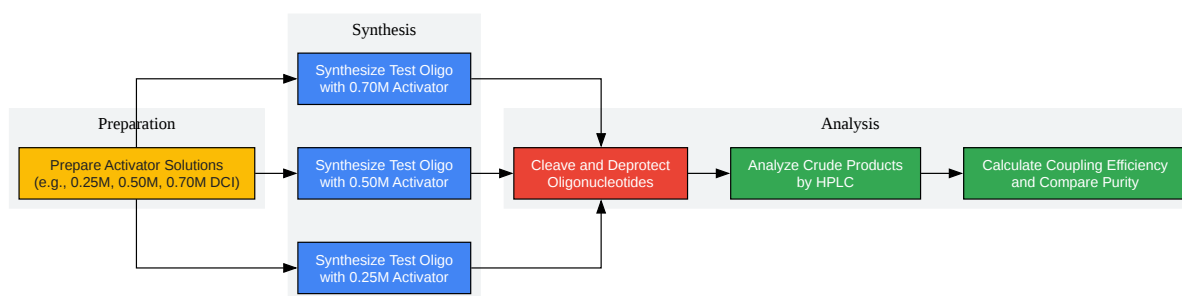 Synthesis
Synthesize Test Oligo
with 0.70M Activator
Preparation
Analysis
Prepare Activator Solutions
(e.g., 0.25M, 0.50M, 0.70M DCI)
Synthesize Test Oligo
with 0.50M Activator
Cleave and Deprotect
Oligonucleotides
Analyze Crude Products
by HPLC
Calculate Coupling Efficiency
and Compare Purity
Synthesize Test Oligo
with 0.25M Activator